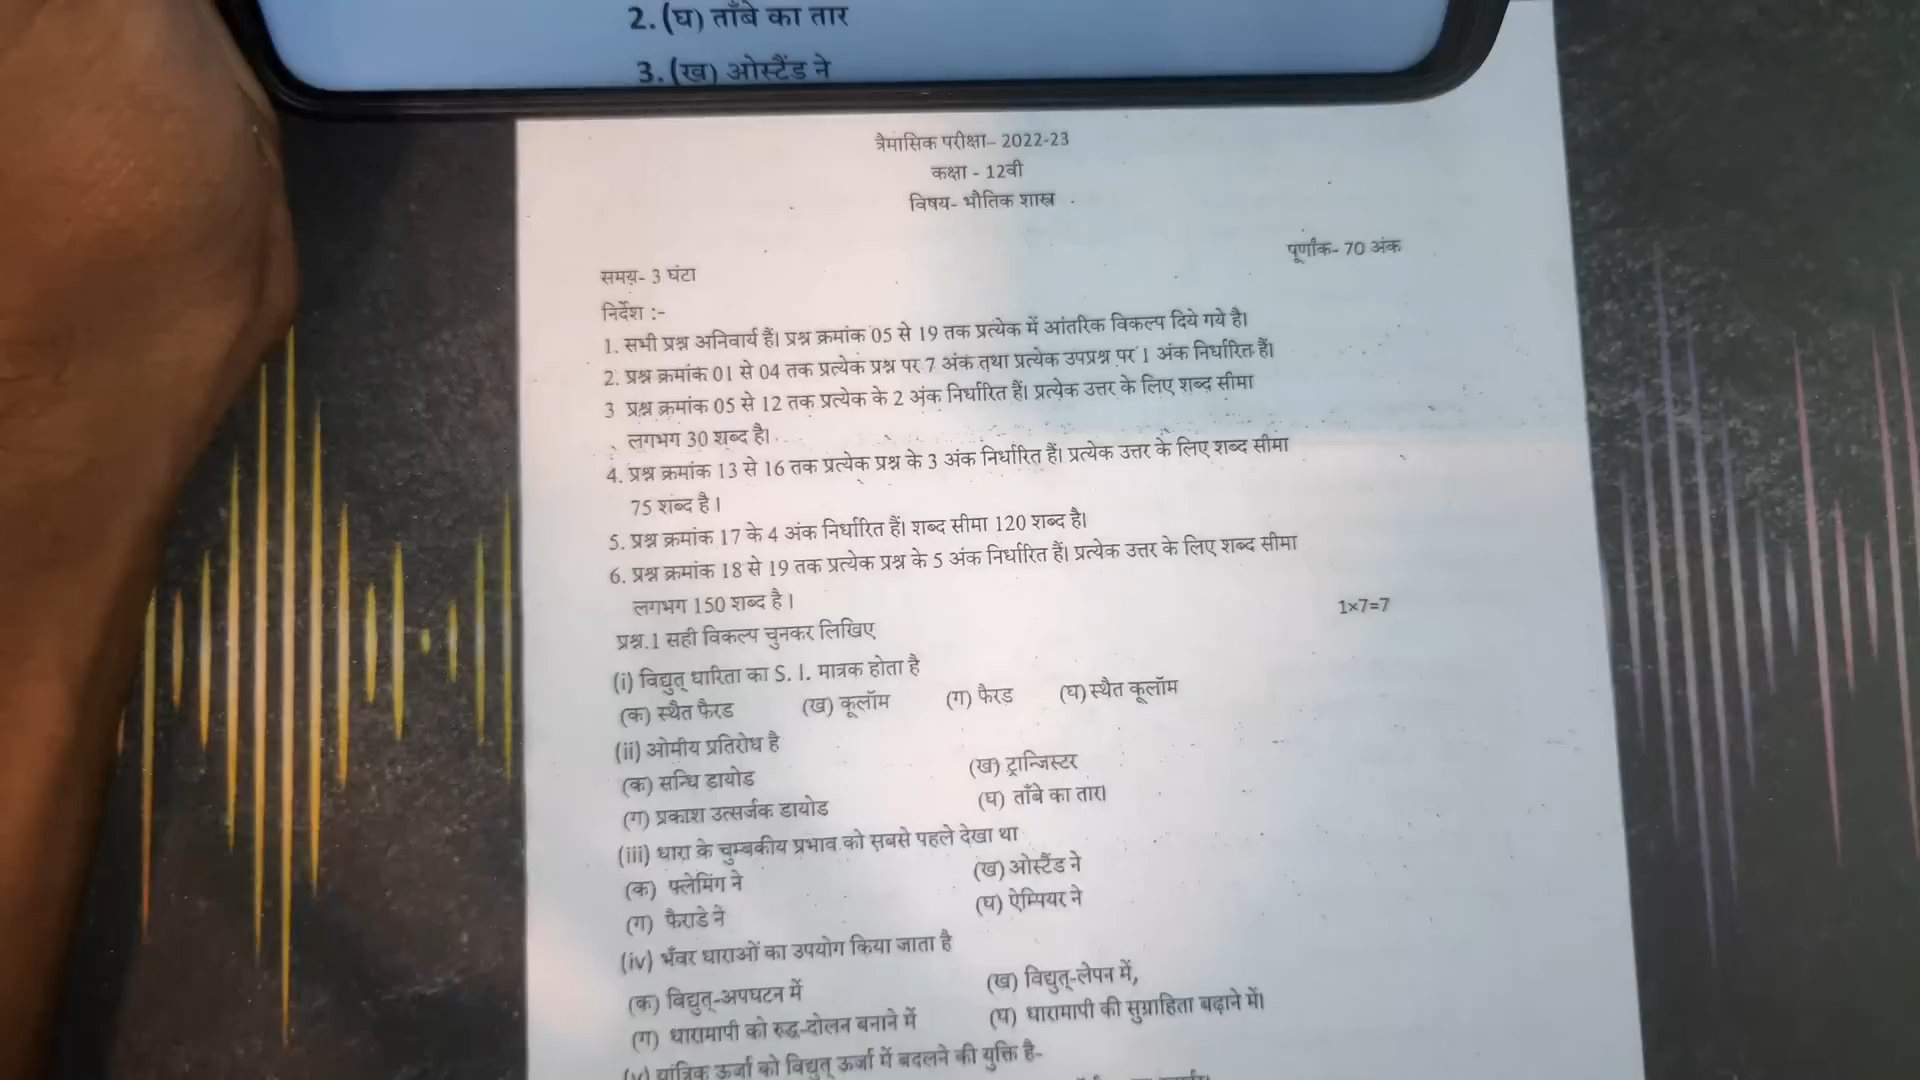 2. (घ) ताँबे का तार
3. (ख) ओस्टैंड ने
त्रैमासिक परीक्षा– 2022-23
कक्षा - 12वी
विषय- भौतिक शास्त्र
पूर्णांक- 70 अंक
समय- 3 घंटा
निर्देश :-
1. सभी प्रश्न अनिवार्य हैं। प्रश्न क्रमांक 05 से 19 तक प्रत्येक में आंतरिक विकल्प दिये गये है।
2. प्रश्न क्रमांक 01 से 04 तक प्रत्येक प्रश्न पर 7 अंक तथा प्रत्येक उपप्रश्न पर 1 अंक निर्धारित हैं।
3 प्रश्न क्रमांक 05 से 12 तक प्रत्येक के 2 अंक निर्धारित हैं। प्रत्येक उत्तर के लिए शब्द सीमा
लगभग 30 शब्द है।
4. प्रश्न क्रमांक 13 से 16 तक प्रत्येक प्रश्न के 3 अंक निर्धारित हैं। प्रत्येक उत्तर के लिए शब्द सीमा
75 शब्द है ।
5. प्रश्न क्रमांक 17 के 4 अंक निर्धारित हैं। शब्द सीमा 120 शब्द है।
6. प्रश्न क्रमांक 18 से 19 तक प्रत्येक प्रश्न के 5 अंक निर्धारित हैं। प्रत्येक उत्तर के लिए शब्द सीमा
लगभग 150 शब्द है ।
प्रश्न.1 सही विकल्प चुनकर लिखिए 1×7=7
(i) विद्युत् धारिता का S. I. मात्रक होता है
(क) स्थैत फैरड (ख) कूलॉम (ग) फैरड़ (घ) स्थैत कूलॉम
(ii) ओमीय प्रतिरोध है
(क) सन्धि डायोड (ख) ट्रान्जिस्टर
(ग) प्रकाश उत्सर्जक डायोड (घ) ताँबे का तार।
(iii) धारा के चुम्बकीय प्रभाव को सबसे पहले देखा था
(क) फ्लेमिंग ने (ख) ओस्टैंड ने
(ग) फैराडे ने (घ) ऐम्पियर ने
(iv) भँवर धाराओं का उपयोग किया जाता है
(क) विद्युत्-अपघटन में (ख) विद्युत्-लेपन में,
(ग) धारामापी को रुद्ध-दोलन बनाने में (घ) धारामापी की सुग्राहिता बढ़ाने में।
(v) यांत्रिक ऊर्जा को विद्युत् ऊर्जा में बदलने की युक्ति है-